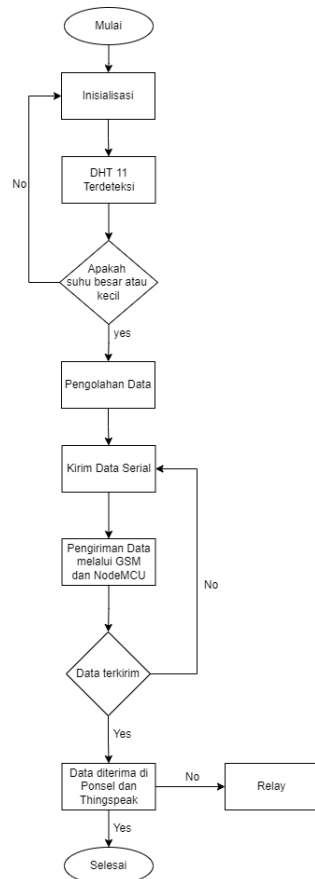 Mulai
Inisialisasi
No
DHT 11
Terdeteksi
Apakah
suhu besar atau
kecil
yes
Pengolahan Data
Kirim Data Serial
Pengiriman Data
melalui GSM
dan NodeMCU
No
Data terkirim
Yes
Data diterima di
Ponsel dan
Thingspeak
No
Relay
Yes
Selesai